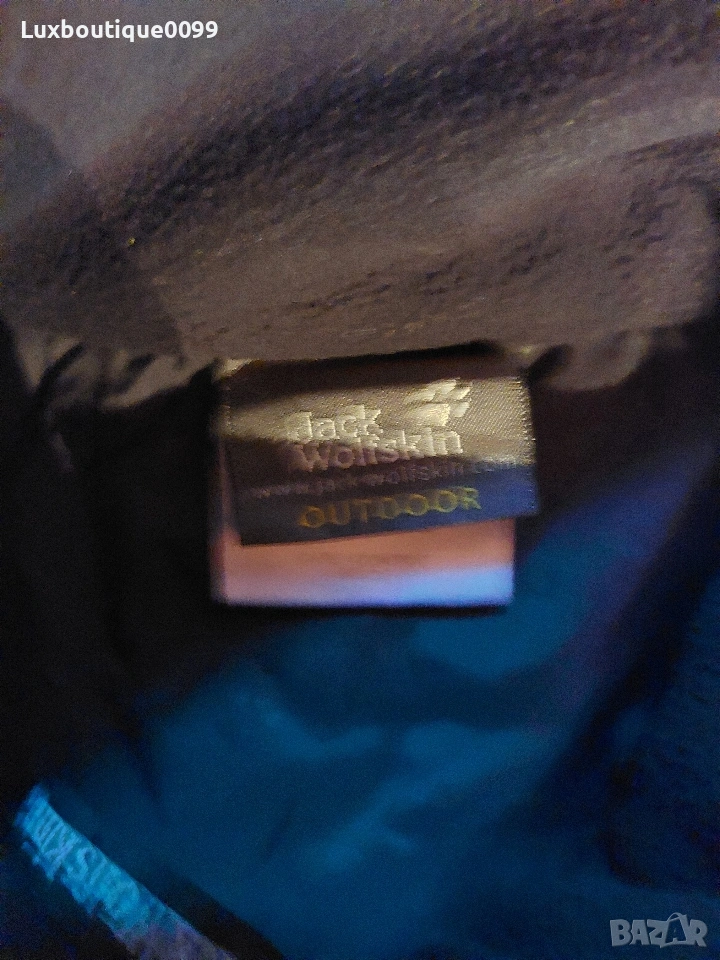 Luxboutique0099
Jack
Wolfskin
www.jack-wolfskin.com
OUTDOOR
BAZAR